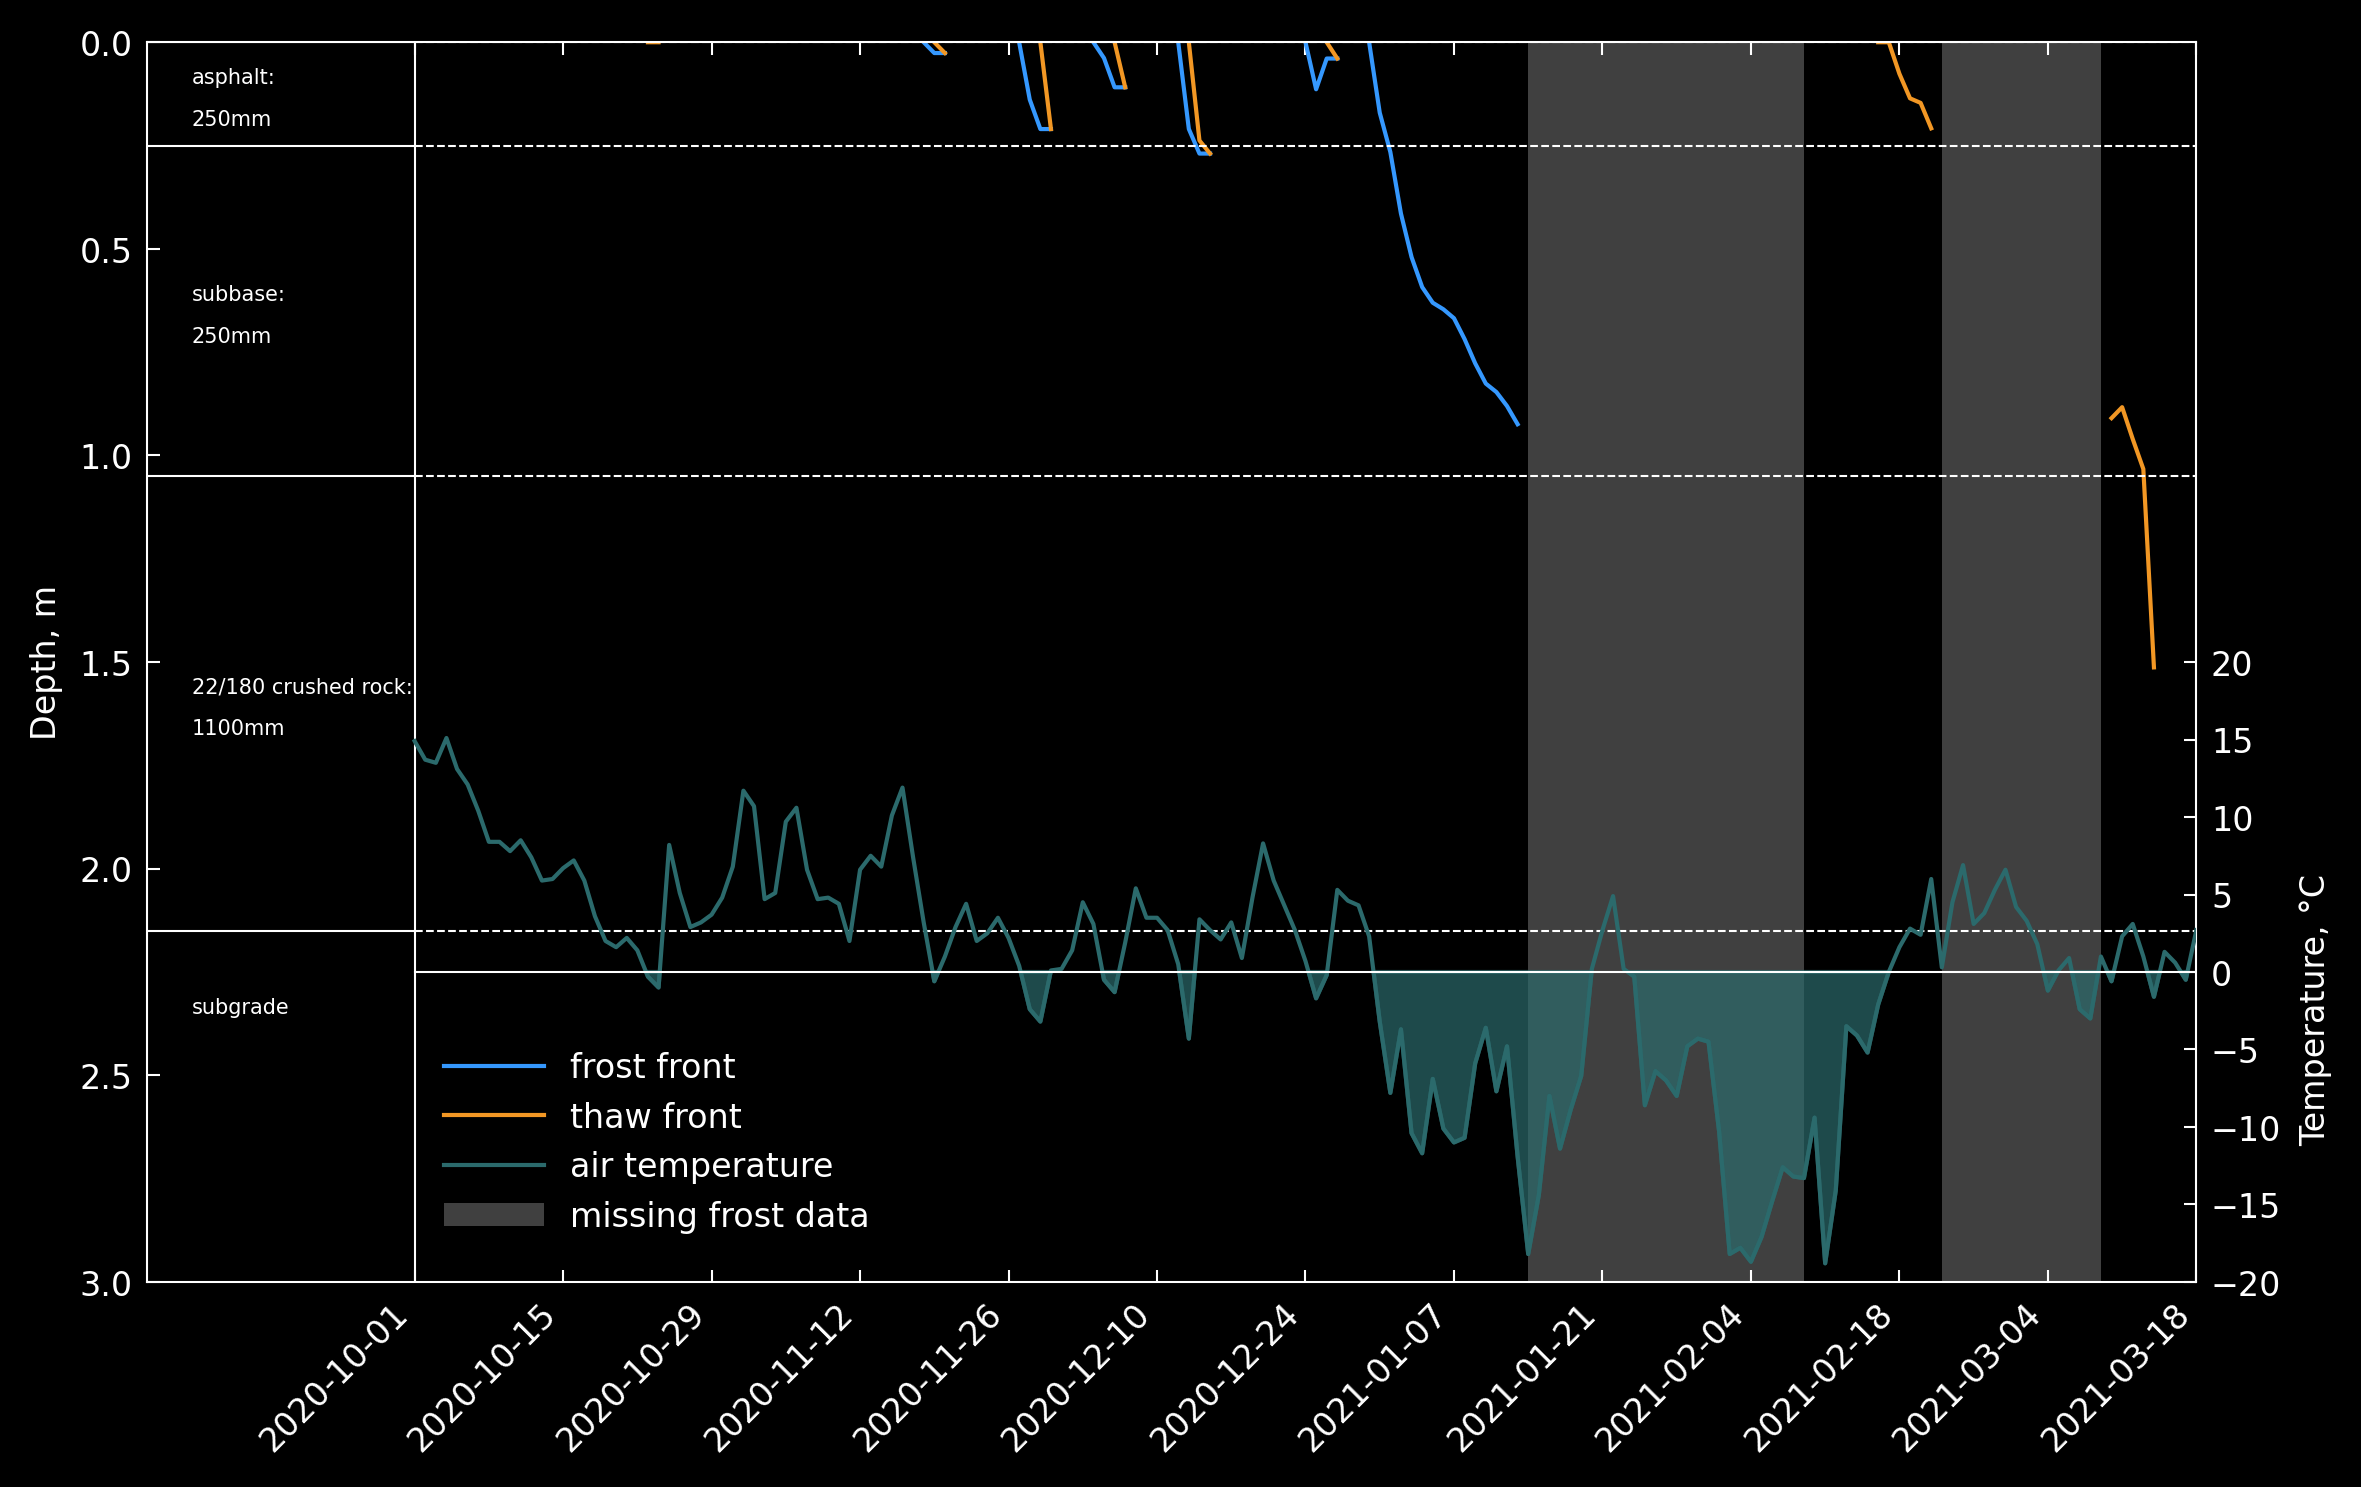 0.0
0.5
1.0
1.5
2.0
2.5
3.0
Depth, m
asphalt:
250mm
subbase:
250mm
22/180 crushed rock:
1100mm
subgrade
frost front
thaw front
air temperature
missing frost data
20
15
10
5
0
−5
−10
−15
−20
Temperature, °C
2020-10-01
2020-10-15
2020-10-29
2020-11-12
2020-11-26
2020-12-10
2020-12-24
2021-01-07
2021-01-21
2021-02-04
2021-02-18
2021-03-04
2021-03-18